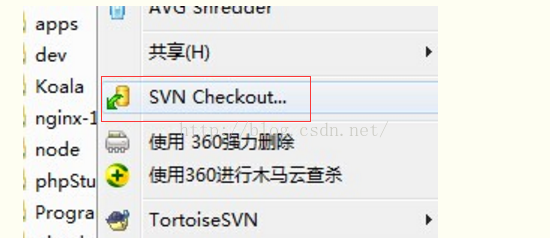 AVG Shredder
apps
共享(H)
dev
Koala
SVN Checkout...
nginx-1
http://blog.csdn.net/
使用 360强力删除
node
使用360进行木马云查杀
phpStu
Progra
TortoiseSVN